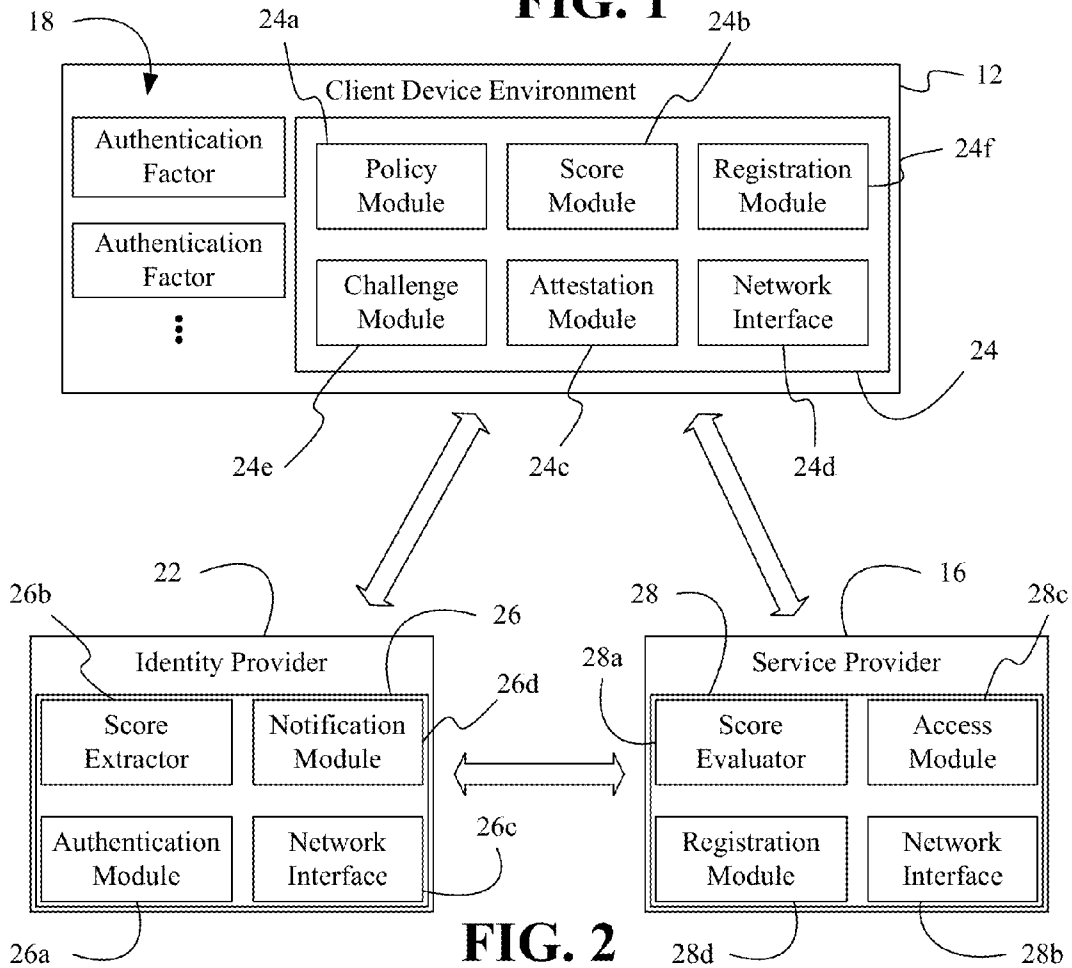 FIG. 1
18
24a
24b
12
Client Device Environment
Authentication
Factor
Policy
Module
Score
Module
Registration
Module
24f
Authentication
Factor
Challenge
Module
Attestation
Module
Network
Interface
24
24e
24c
24d
22
16
26b
26
28
28c
Identity Provider
Service Provider
28a
26d
Score
Extractor
Notification
Module
Score
Evaluator
Access
Module
26c
Authentication
Module
Network
Interface
Registration
Module
Network
Interface
26a
FIG. 2
28d
28b